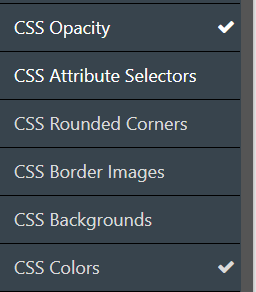 CSS Opacity
CSS Attribute Selectors
CSS Rounded Corners
CSS Border Images
CSS Backgrounds
CSS Colors